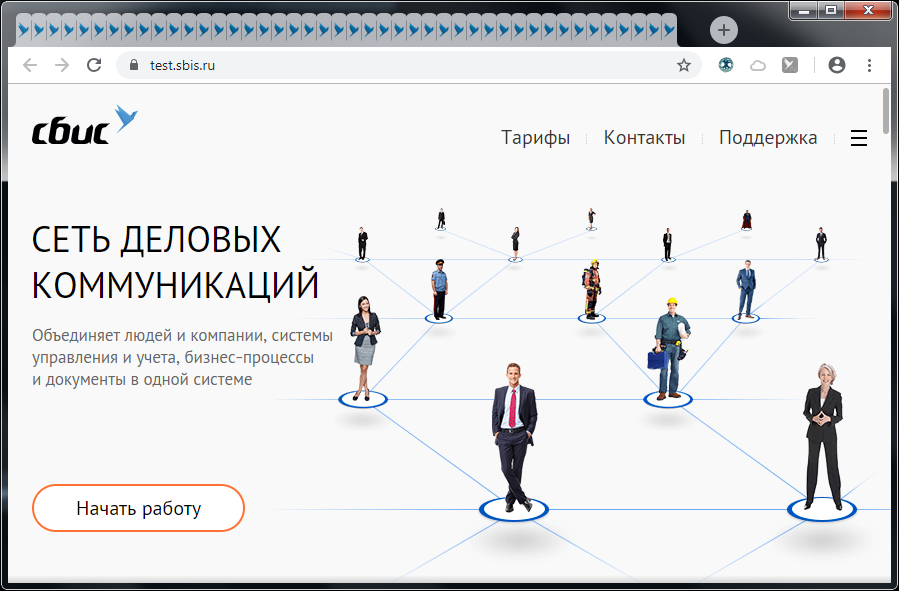 test.sbis.ru
сбис
Тарифы Контакты Поддержка
СЕТЬ ДЕЛОВЫХ
КОММУНИКАЦИЙ
Объединяет людей и компании, системы
управления и учета, бизнес-процессы
и документы в одной системе
Начать работу